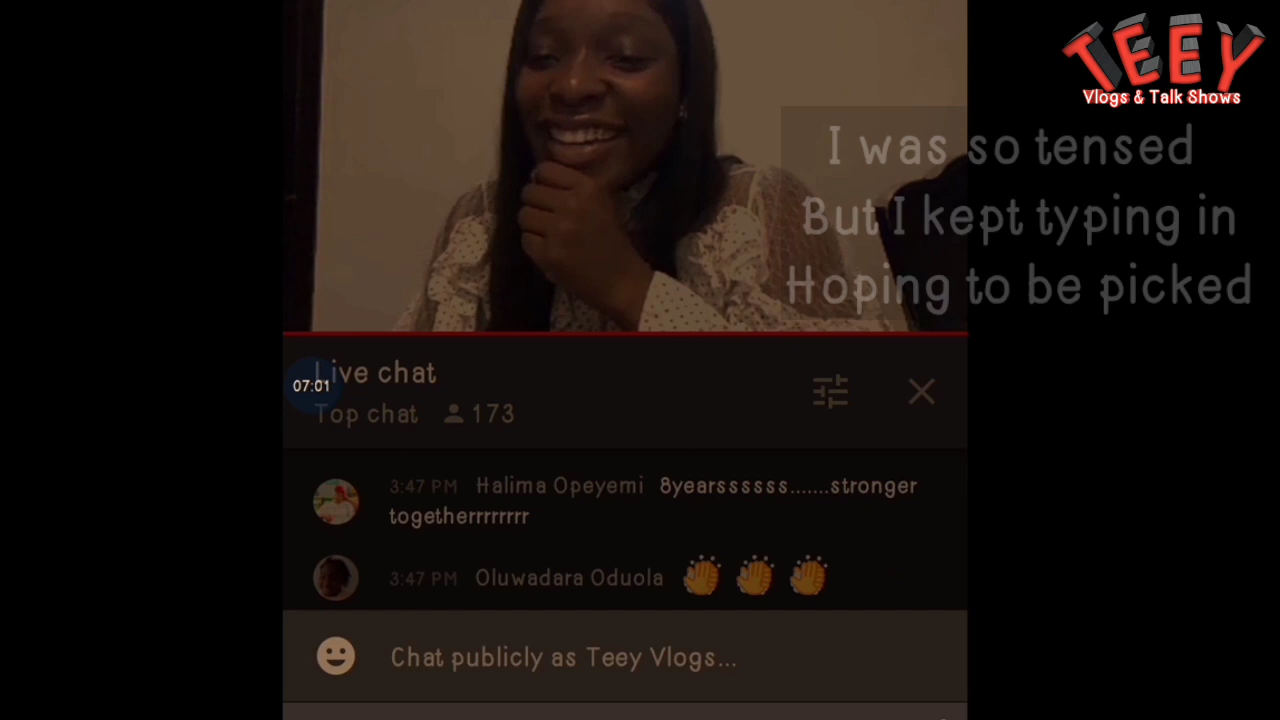 TEEY
Vlogs & Talk Shows
I was so tensed
But I kept typing in
Hoping to be picked
Live chat
07:01
Top chat 173
3:47 PM Halima Opeyemi 8yearssssss.......stronger
togetherrrrrrrr
3:47 PM Oluwadara Oduola 👏 👏 👏
Chat publicly as Teey Vlogs...